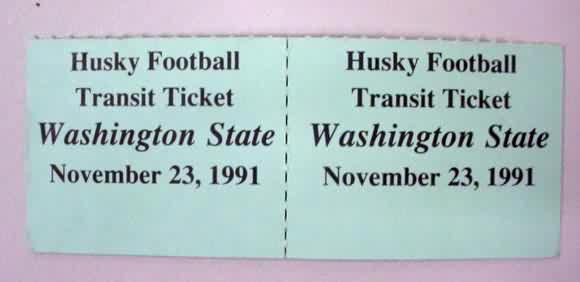 Husky Football
Transit Ticket
Washington State
November 23, 1991
Husky Football
Transit Ticket
Washington State
November 23, 1991